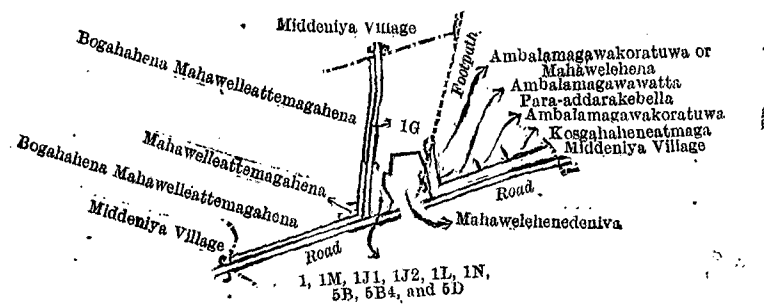 Middeniya Village
Bogahahena Mahawelleattemagahena
Footpath
Ambalamagawakoratuwa or
Mahawelehena
Ambalamagawawatta
Para-addarakebella
Ambalamagawakoratuwa
Kosgahaheneatmaga
Middeniya Village
1G
Mahawelleattemagahena
Bogahahena Mahawelleattemagahena
Middeniya Village
Road
Road
Mahawelehenedeniva
1, 1M, 1J1, 1J2, 1L, 1N,
5B, 5B4, and 5D